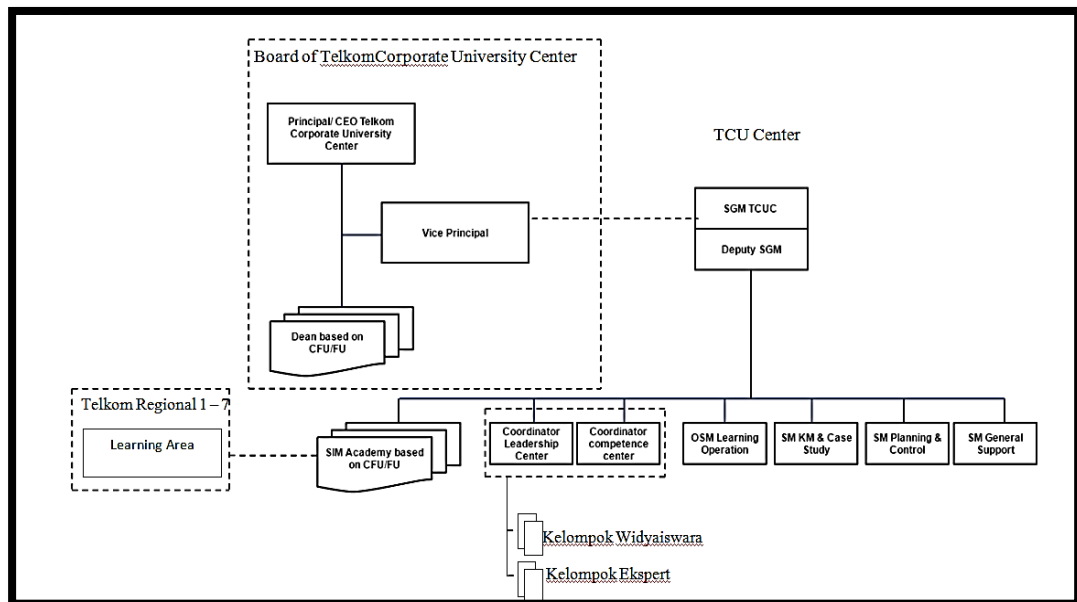 Board of TelkomCorporate University Center
Principal/ CEO Telkom
Corporate University
Center
TCU Center
SGM TCUC
Vice Principal
Deputy SGM
Dean based on
CFU/FU
Telkom Regional 1 – 7
Learning Area
SIM Academy based
on CFU/FU
Coordinator
Leadership
Center
Coordinator
competence
center
OSM Learning
Operation
SM KM & Case
Study
SM Planning &
Control
SM General
Support
Kelompok Widyaiswara
Kelompok Ekspert